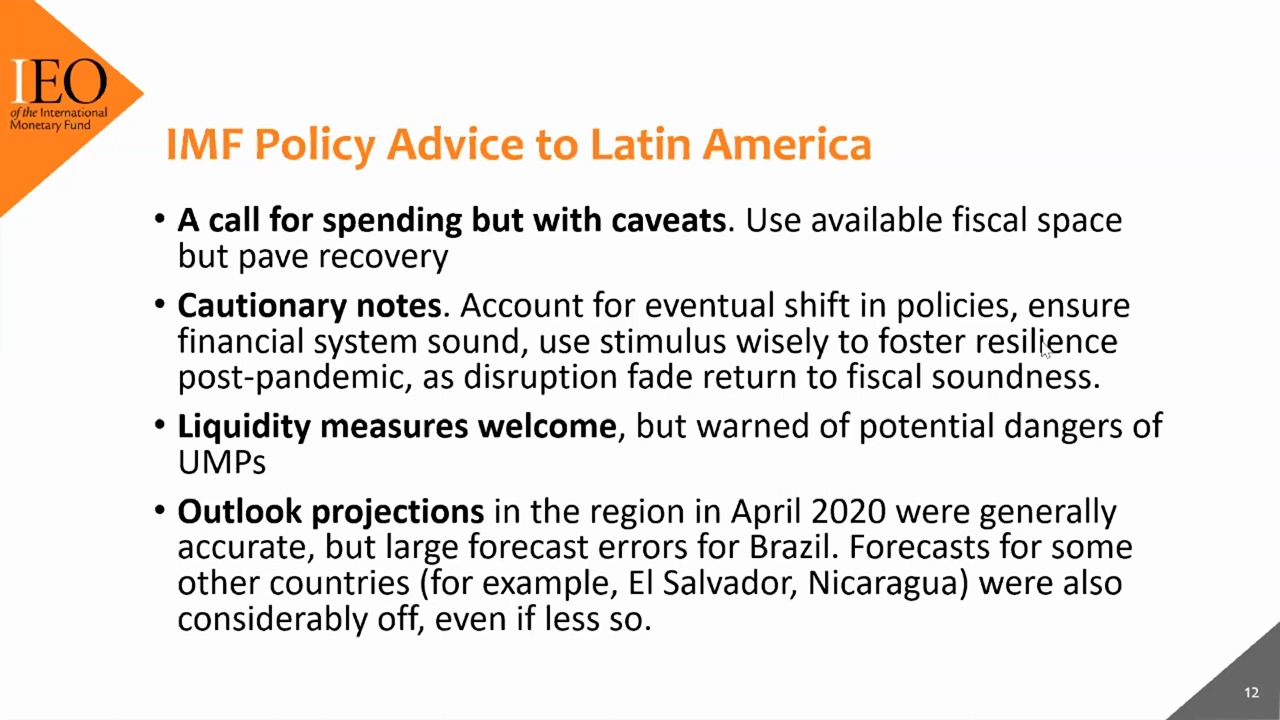 IEO
of the International
Monetary Fund
IMF Policy Advice to Latin America
• A call for spending but with caveats. Use available fiscal space
but pave recovery
• Cautionary notes. Account for eventual shift in policies, ensure
financial system sound, use stimulus wisely to foster resilience
post-pandemic, as disruption fade return to fiscal soundness.
• Liquidity measures welcome, but warned of potential dangers of
UMPs
• Outlook projections in the region in April 2020 were generally
accurate, but large forecast errors for Brazil. Forecasts for some
other countries (for example, El Salvador, Nicaragua) were also
considerably off, even if less so.
12